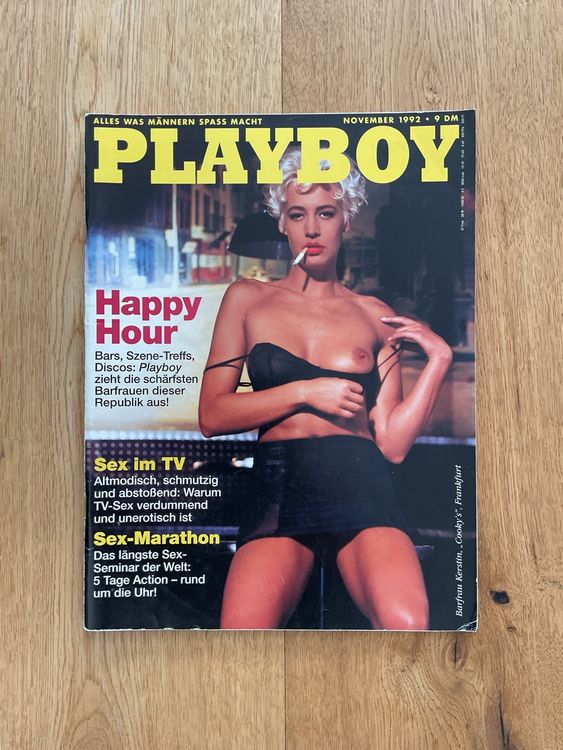 ALLES WAS MÄNNERN SPASS MACHT
NOVEMBER 1992 • 9 DM
PLAYBOY
Happy
Hour
Bars, Szene-Treffs,
Discos: Playboy
zieht die schärfsten
Barfrauen dieser
Republik aus!
Sex im TV
Altmodisch, schmutzig
und abstoßend: Warum
TV-Sex verdummend
und unerotisch ist
Sex-Marathon
Das längste Sex-
Seminar der Welt:
5 Tage Action – rund
um die Uhr!
Barfrau Kerstin, „Cooky's“, Frankfurt